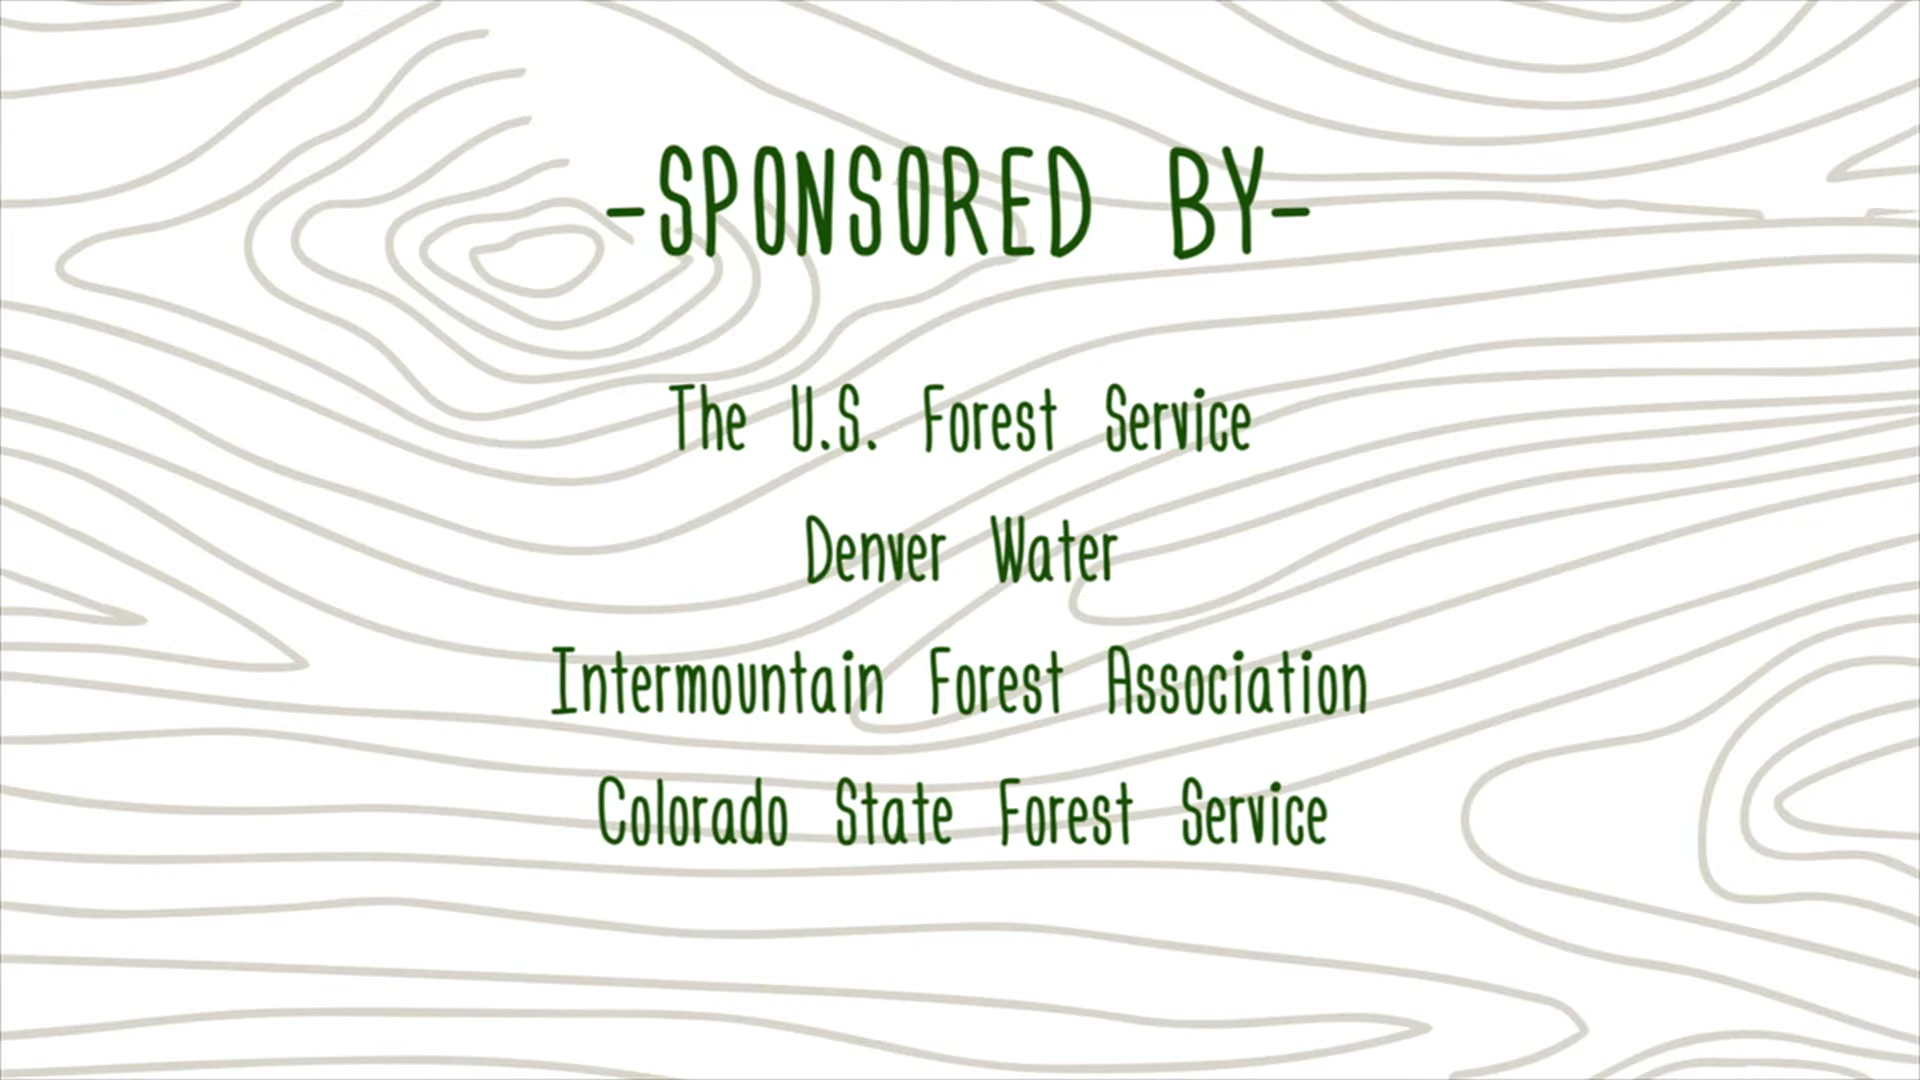 -SPONSORED BY-
The U.S. Forest Service
Denver Water
Intermountain Forest Association
Colorado State Forest Service